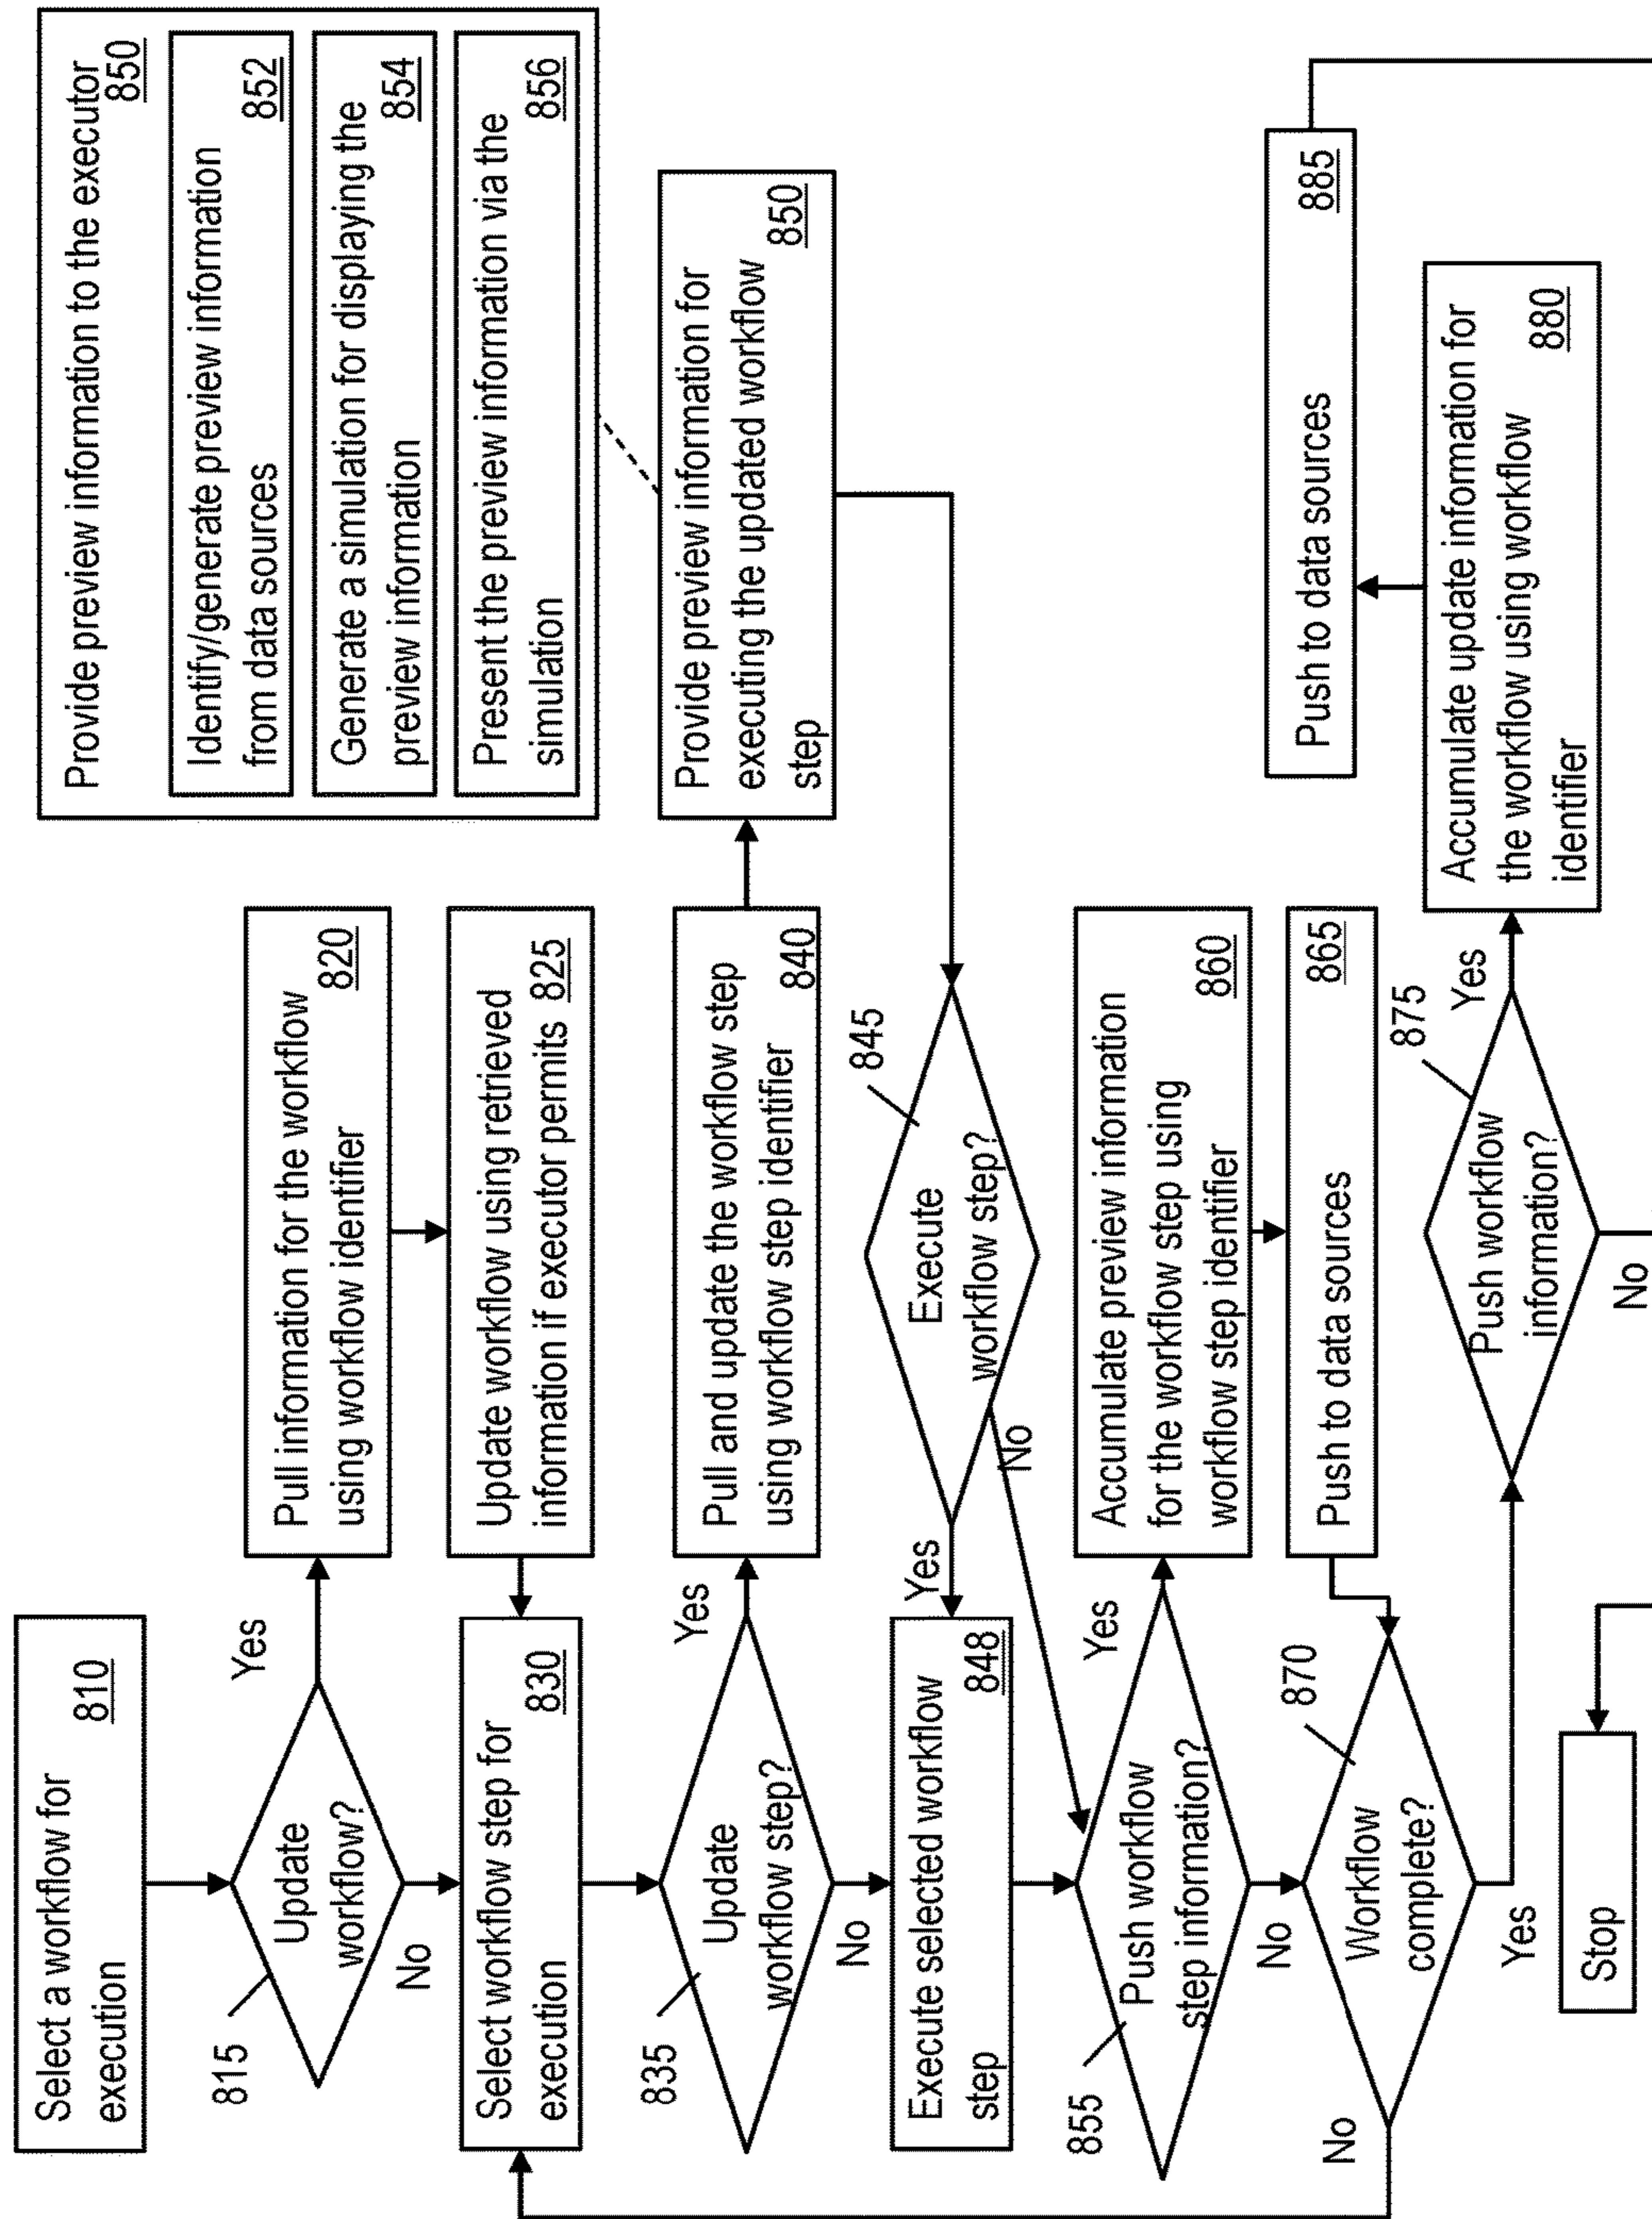 Select a workflow for
execution
810
815
Update
workflow?
Yes
No
Pull information for the workflow
using workflow identifier
820
Update workflow using retrieved
information if executor permits
825
Select workflow step for
execution
830
835
Update
workflow step?
Yes
No
Pull and update the workflow step
using workflow step identifier
840
Provide preview information to the executor
850
Identify/generate preview information
from data sources
852
Generate a simulation for displaying the
preview information
854
Present the preview information via the
simulation
856
Provide preview information for
executing the updated workflow
step
850
845
Execute
workflow step?
Yes
No
Execute selected workflow
step
848
855
Push workflow
step information?
Yes
No
Accumulate preview information
for the workflow step using
workflow step identifier
860
Push to data sources
865
870
Workflow
complete?
No
Yes
875
Push workflow
information?
Yes
No
Accumulate update information for
the workflow using workflow
identifier
880
Push to data sources
885
Stop